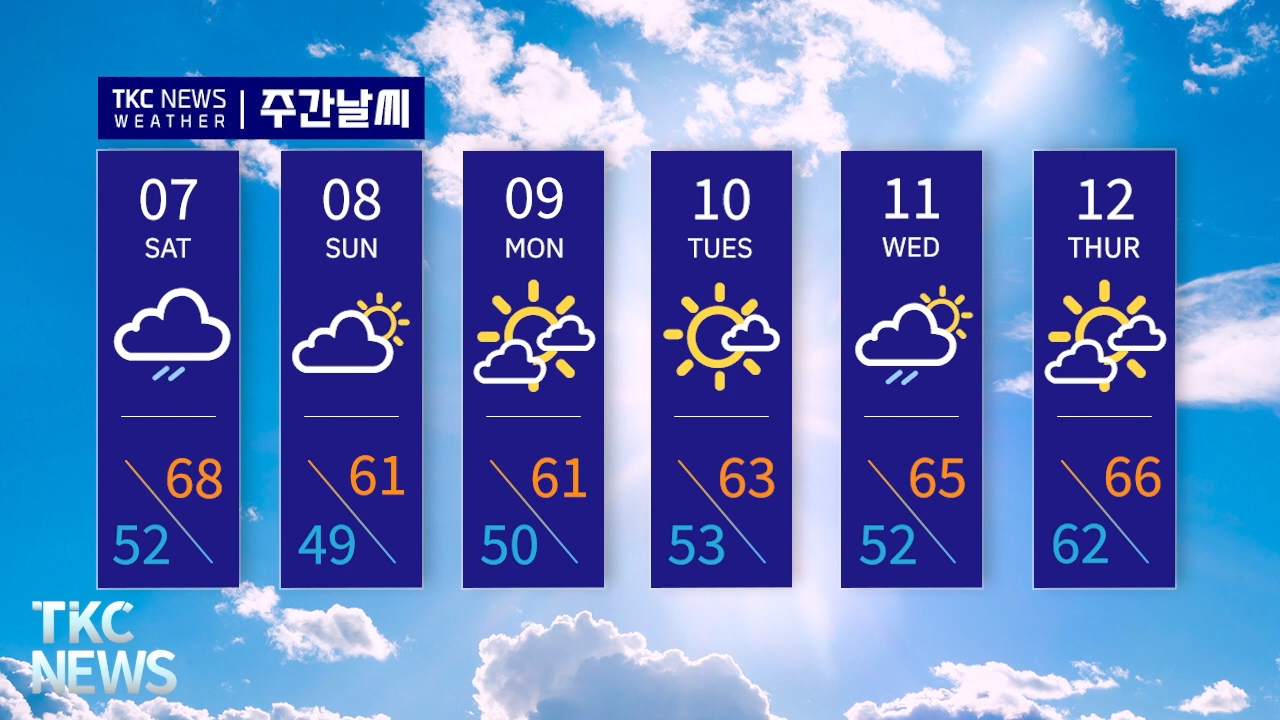 TKC NEWS
WEATHER
주간날씨
07
SAT
68
52
08
SUN
61
49
09
MON
61
50
10
TUES
63
53
11
WED
65
52
12
THUR
66
62
TKC
NEWS